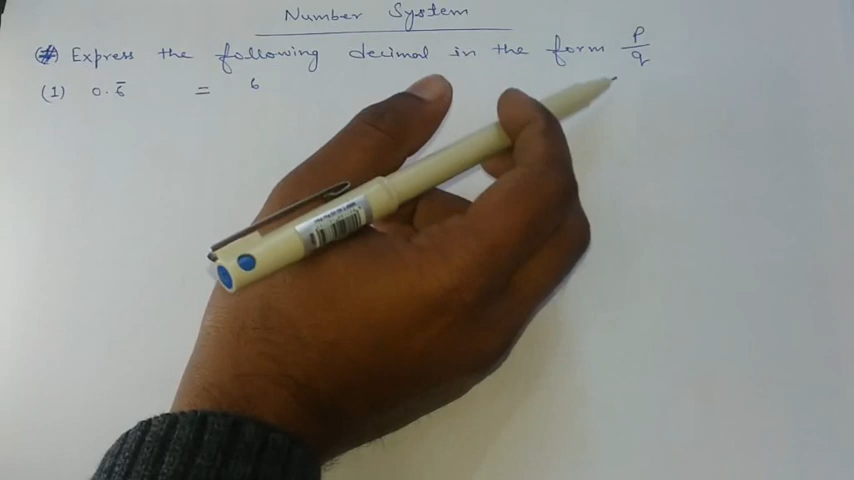 Number System
(#) Express the following decimal in the form p/q
(1) 0.6̅ = 6